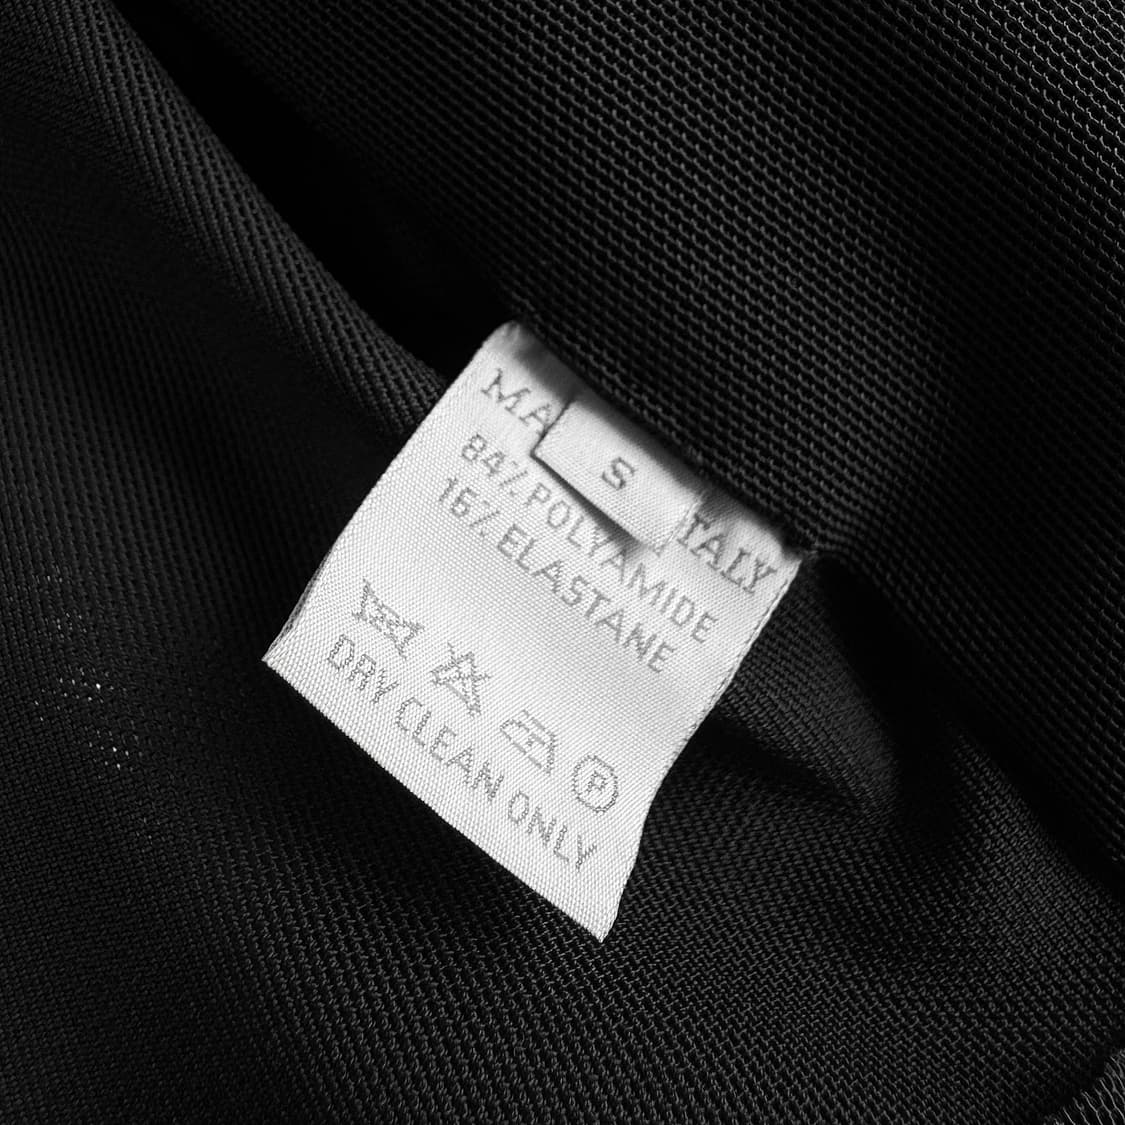 MA
S
TALY
84% POLYAMIDE
16% ELASTANE
P
DRY CLEAN ONLY